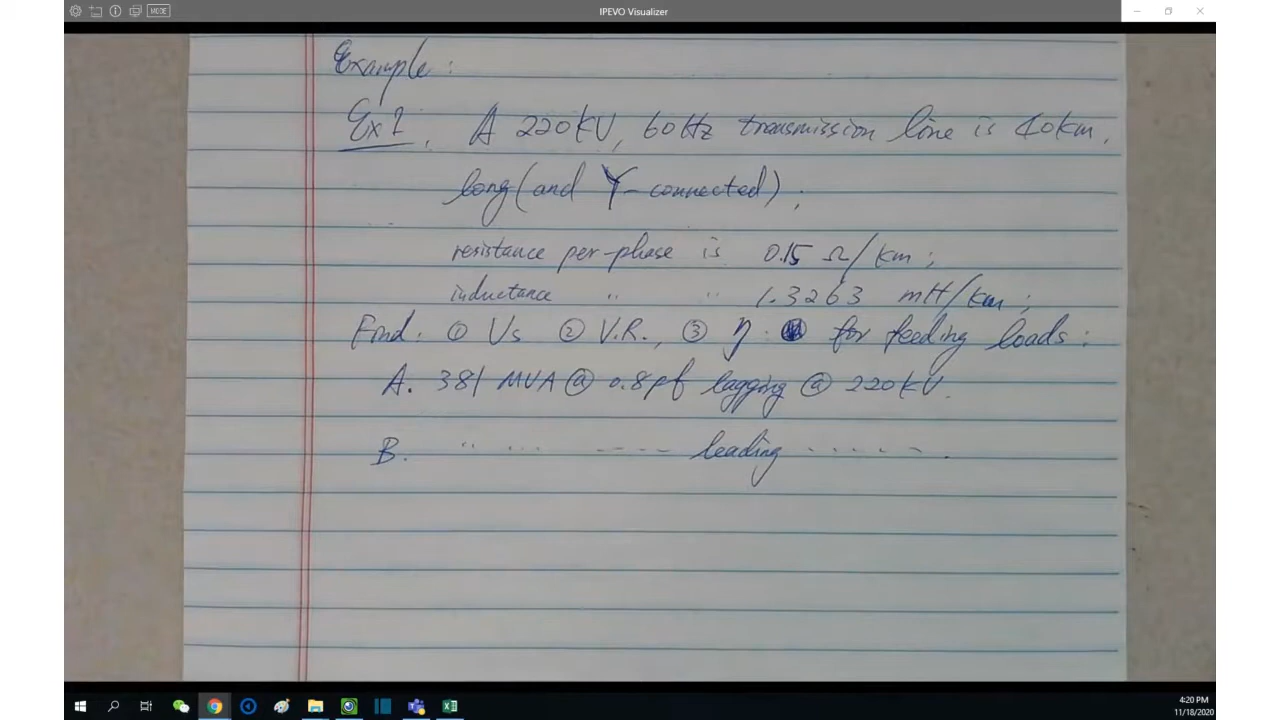 IPEVO Visualizer
MODE
Example :
Ex 1. A 220kV, 60Hz transmission line is 40km.
long (and Y-connected) ;
resistance per-phase is 0.15 Ω/km ;
inductance " " 1.3263 mH/km ;
Find: ① Vs ② V.R., ③ η : for feeding loads :
A. 381 MVA @ 0.8 pf lagging @ 220kV.
B. " ... ---- leading ..... .
4:20 PM
11/18/2020